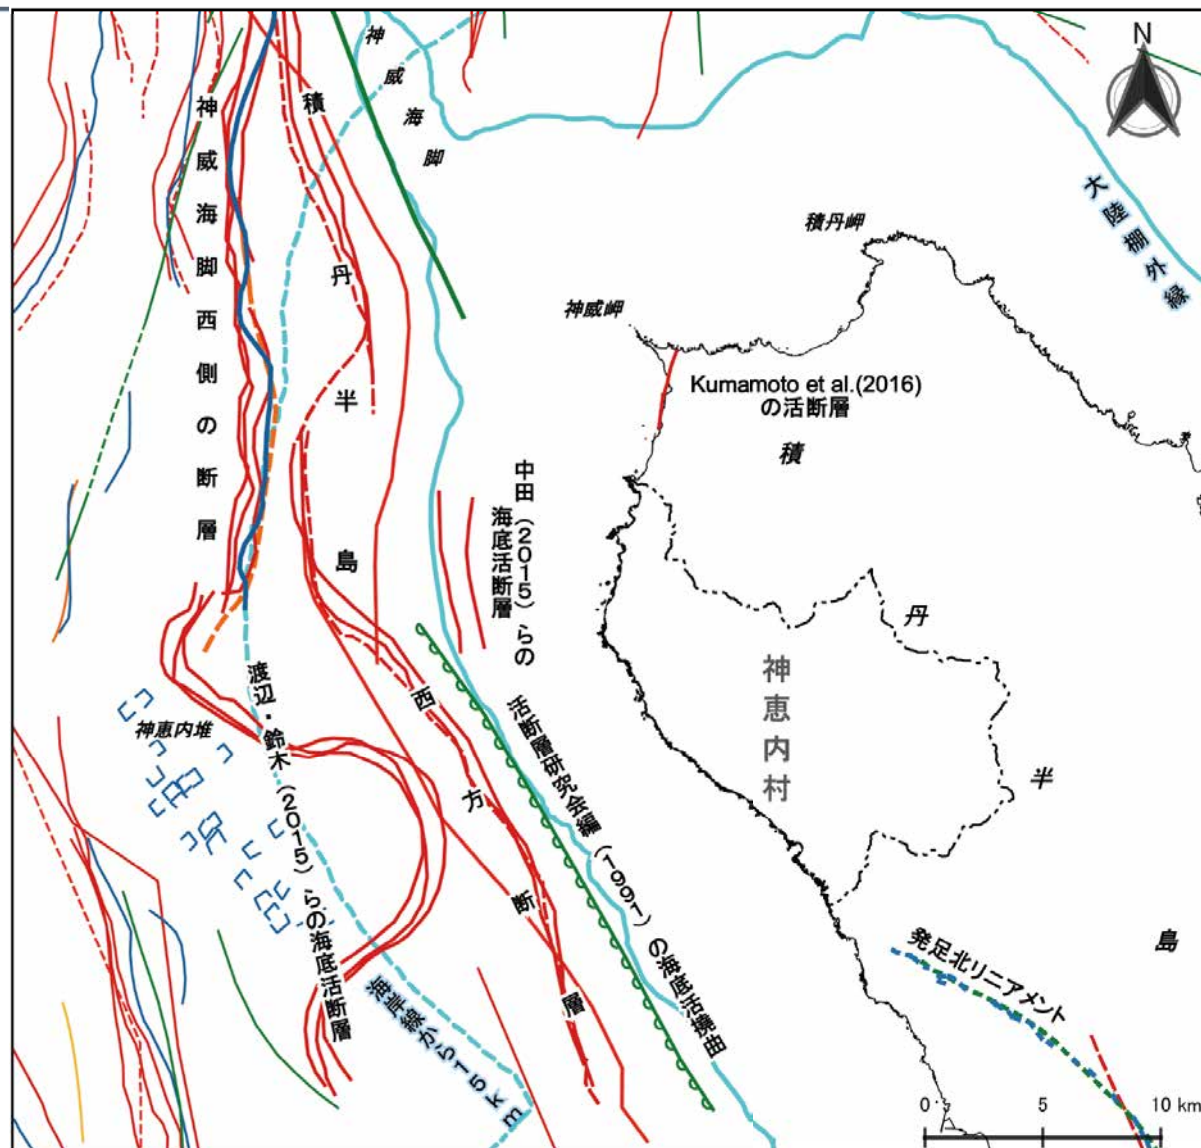 神威海脚
N
積丹半島西方断層
神威海脚西側の断層
大陸棚外縁
積丹岬
神威岬
Kumamoto et al.(2016)
の活断層
積丹半島
中田（2015）らの
海底活断層
神恵内村
渡辺・鈴木（2015）らの海底活断層
神恵内堆
活断層研究会編（1991）の海底活撓曲
発足北リニアメント
海岸線から15km
0 5 10 km